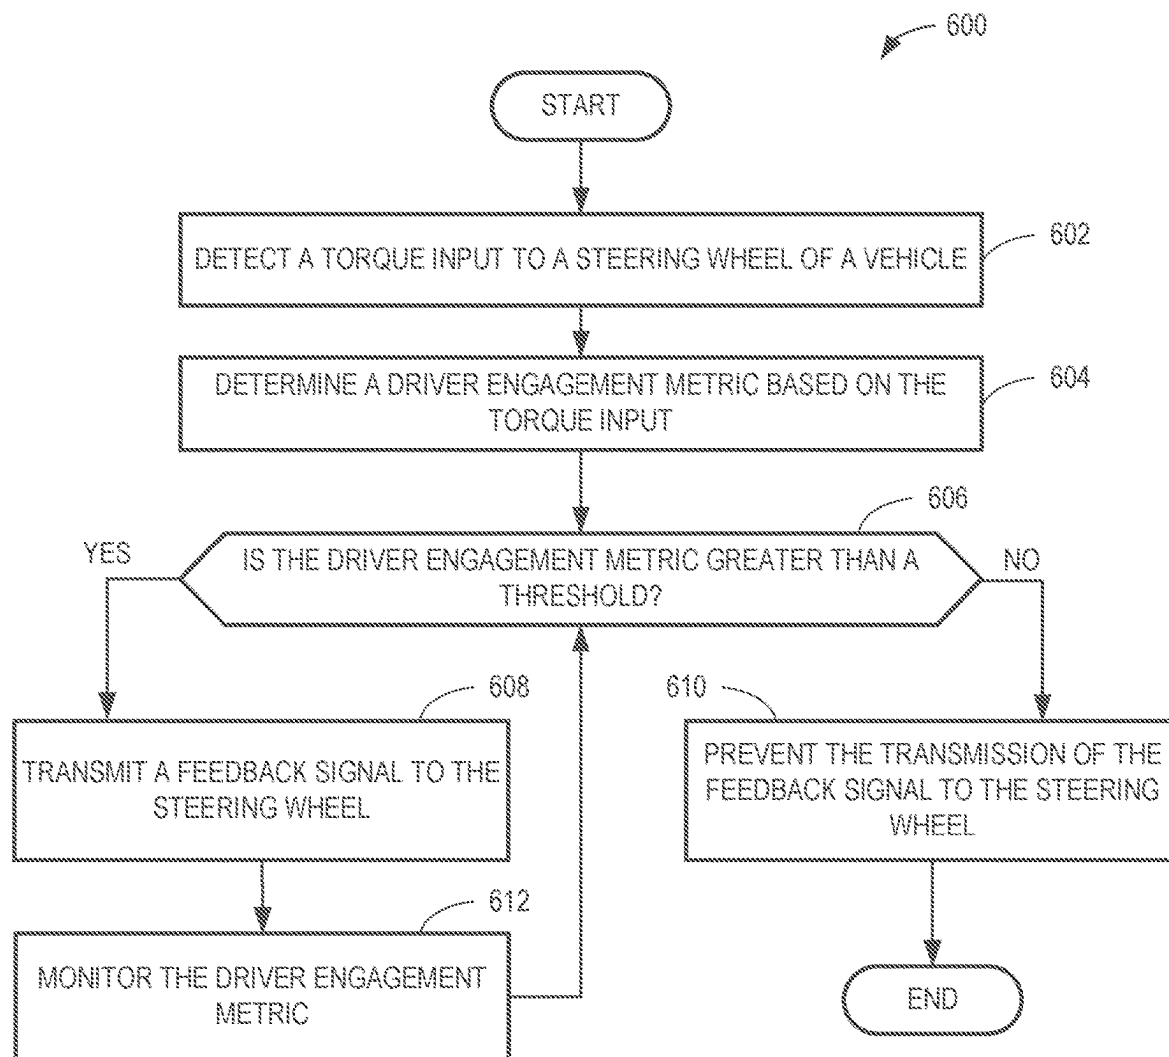 600
START
602
DETECT A TORQUE INPUT TO A STEERING WHEEL OF A VEHICLE
604
DETERMINE A DRIVER ENGAGEMENT METRIC BASED ON THE
TORQUE INPUT
606
YES
IS THE DRIVER ENGAGEMENT METRIC GREATER THAN A
THRESHOLD?
NO
608
TRANSMIT A FEEDBACK SIGNAL TO THE
STEERING WHEEL
610
PREVENT THE TRANSMISSION OF THE
FEEDBACK SIGNAL TO THE STEERING
WHEEL
612
MONITOR THE DRIVER ENGAGEMENT
METRIC
END